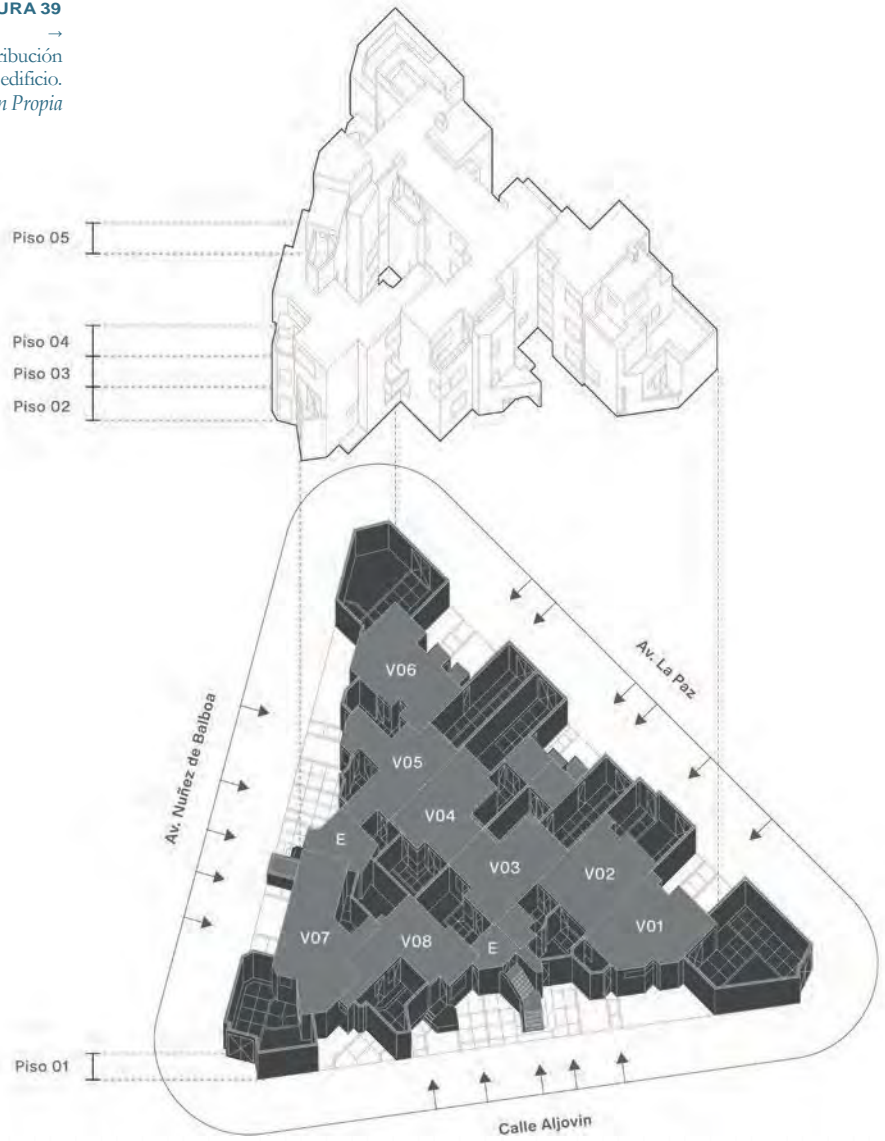 URA 39
→
ribución
edificio.
n Propia
Piso 05
Piso 04
Piso 03
Piso 02
Av. La Paz
Av. Nuñez de Balboa
V06
V05
V04
E
V03
V02
V01
V07
V08
E
Piso 01
Calle Aljovin